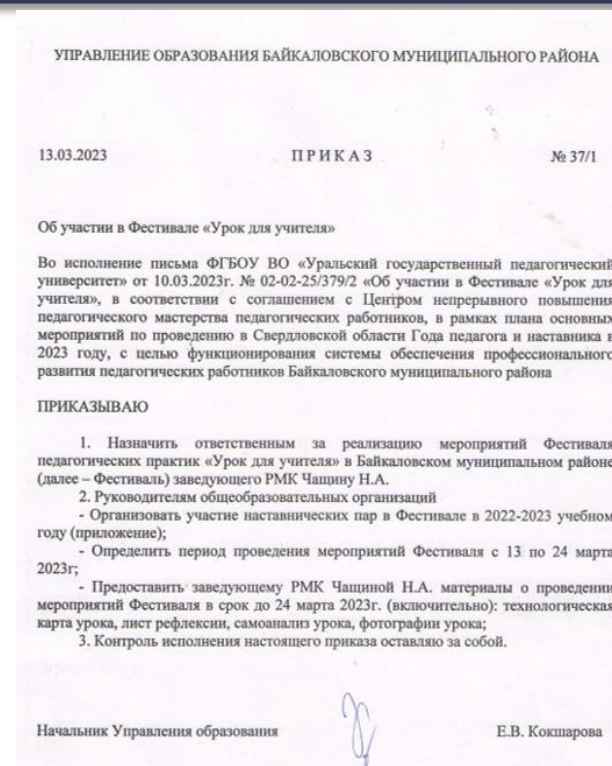 УПРАВЛЕНИЕ ОБРАЗОВАНИЯ БАЙКАЛОВСКОГО МУНИЦИПАЛЬНОГО РАЙОНА
13.03.2023 П Р И К А З № 37/1
Об участии в Фестивале «Урок для учителя»
Во исполнение письма ФГБОУ ВО «Уральский государственный педагогический
университет» от 10.03.2023г. № 02-02-25/379/2 «Об участии в Фестивале «Урок для
учителя», в соответствии с соглашением с Центром непрерывного повышения
педагогического мастерства педагогических работников, в рамках плана основных
мероприятий по проведению в Свердловской области Года педагога и наставника в
2023 году, с целью функционирования системы обеспечения профессионального
развития педагогических работников Байкаловского муниципального района
ПРИКАЗЫВАЮ
1. Назначить ответственным за реализацию мероприятий Фестиваля
педагогических практик «Урок для учителя» в Байкаловском муниципальном районе
(далее – Фестиваль) заведующего РМК Чащину Н.А.
2. Руководителям общеобразовательных организаций
- Организовать участие наставнических пар в Фестивале в 2022-2023 учебном
году (приложение);
- Определить период проведения мероприятий Фестиваля с 13 по 24 марта
2023г;
- Предоставить заведующему РМК Чащиной Н.А. материалы о проведении
мероприятий Фестиваля в срок до 24 марта 2023г. (включительно): технологическая
карта урока, лист рефлексии, самоанализ урока, фотографии урока;
3. Контроль исполнения настоящего приказа оставляю за собой.
Начальник Управления образования Е.В. Кокшарова